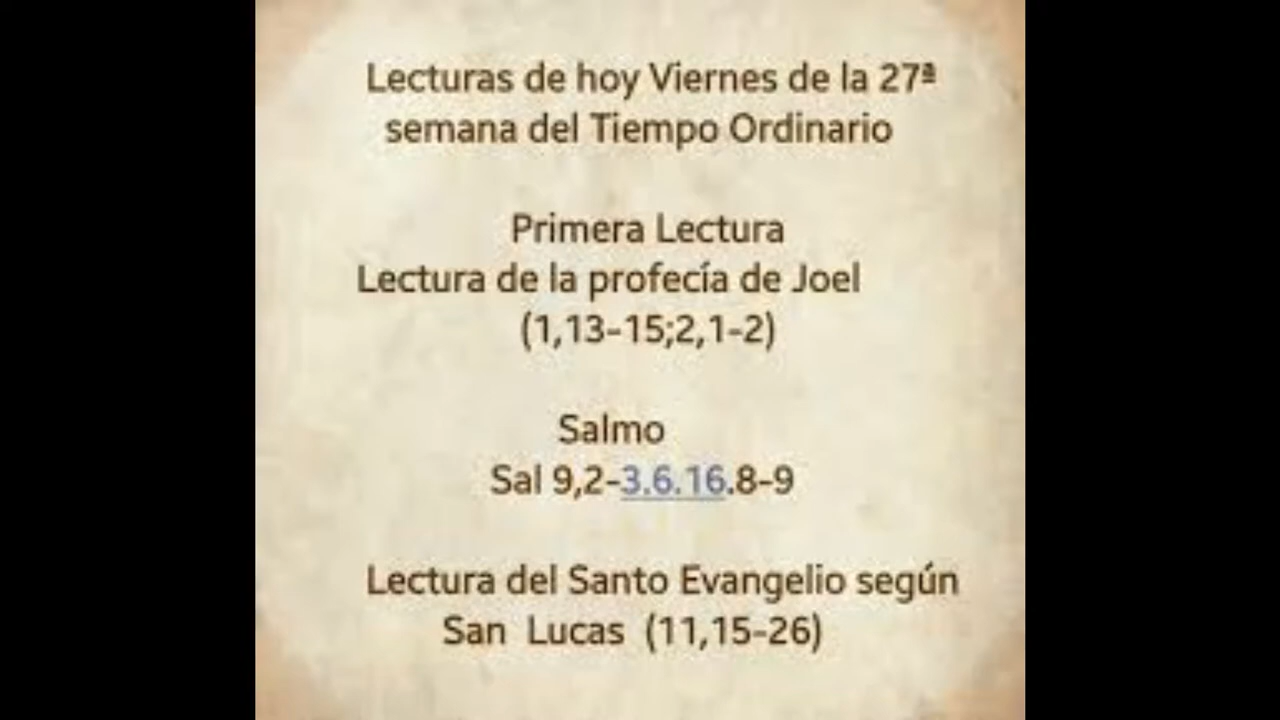 Lecturas de hoy Viernes de la 27ª
semana del Tiempo Ordinario
Primera Lectura
Lectura de la profecía de Joel
(1,13-15;2,1-2)
Salmo
Sal 9,2-3.6.16.8-9
Lectura del Santo Evangelio según
San Lucas (11,15-26)